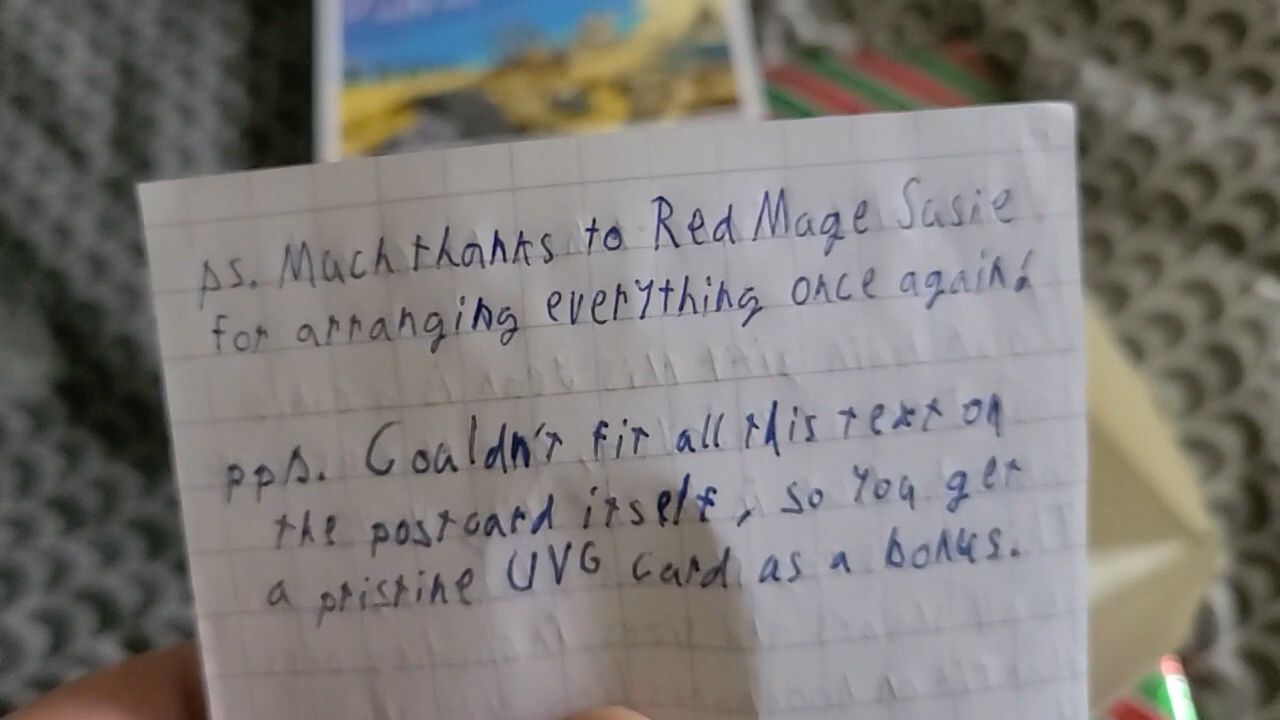 ps. Much thanks to Red Mage Susie
for arranging everything once again!
pps. Couldn't fit all this text on
the postcard itself, so you get
a pristine UVG card as a bonus.